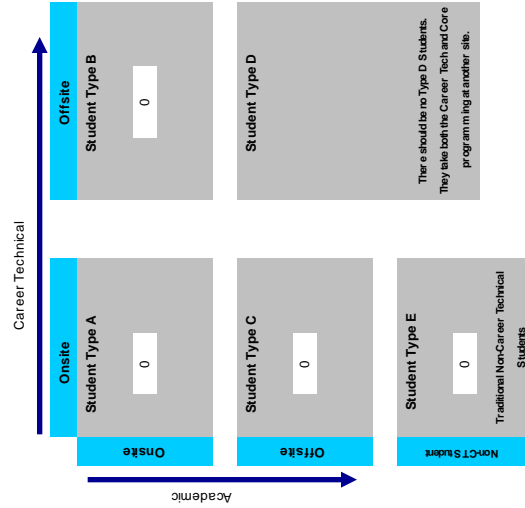 Career Technical
Onsite
Offsite
Academic
Onsite
Student Type A
0
Student Type B
0
Offsite
Student Type C
0
Student Type D
There should be no Type D Students.
They take both the Career Tech and Core
programming at another site.
Non-CTStudent
Student Type E
0
Traditional Non-Career Technical
Students